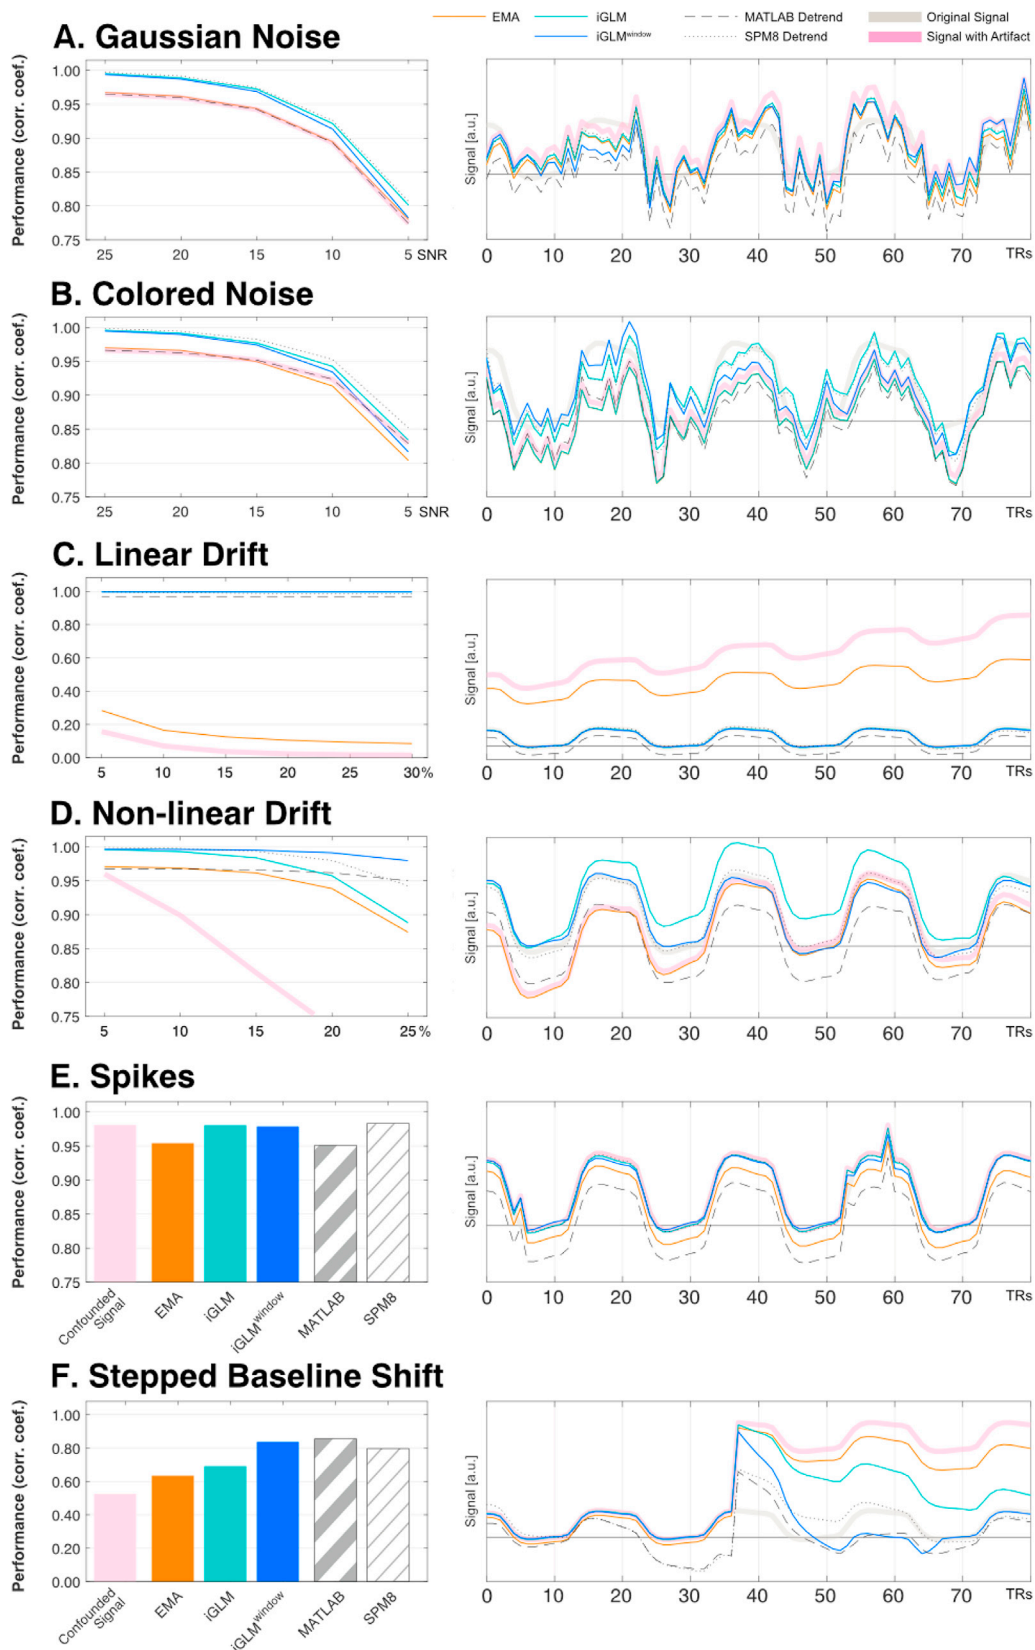 EMA
iGLM
iGLMwindow
MATLAB Detrend
SPM8 Detrend
Original Signal
Signal with Artifact
A. Gaussian Noise
Performance (corr. coef.)
1.00
0.95
0.90
0.85
0.80
0.75
25 20 15 10 5 SNR
Signal [a.u.]
0 10 20 30 40 50 60 70 TRs
B. Colored Noise
Performance (corr. coef.)
1.00
0.95
0.90
0.85
0.80
0.75
25 20 15 10 5 SNR
Signal [a.u.]
0 10 20 30 40 50 60 70 TRs
C. Linear Drift
Performance (corr. coef.)
1.00
0.80
0.60
0.40
0.20
0.00
5 10 15 20 25 30%
Signal [a.u.]
0 10 20 30 40 50 60 70 TRs
D. Non-linear Drift
Performance (corr. coef.)
1.00
0.95
0.90
0.85
0.80
0.75
5 10 15 20 25%
Signal [a.u.]
0 10 20 30 40 50 60 70 TRs
E. Spikes
Performance (corr. coef.)
1.00
0.95
0.90
0.85
0.80
0.75
Confounded
Signal
EMA
iGLM
iGLMwindow
MATLAB
SPM8
Signal [a.u.]
0 10 20 30 40 50 60 70 TRs
F. Stepped Baseline Shift
Performance (corr. coef.)
1.00
0.80
0.60
0.40
0.20
0.00
Confounded
Signal
EMA
iGLM
iGLMwindow
MATLAB
SPM8
Signal [a.u.]
0 10 20 30 40 50 60 70 TRs